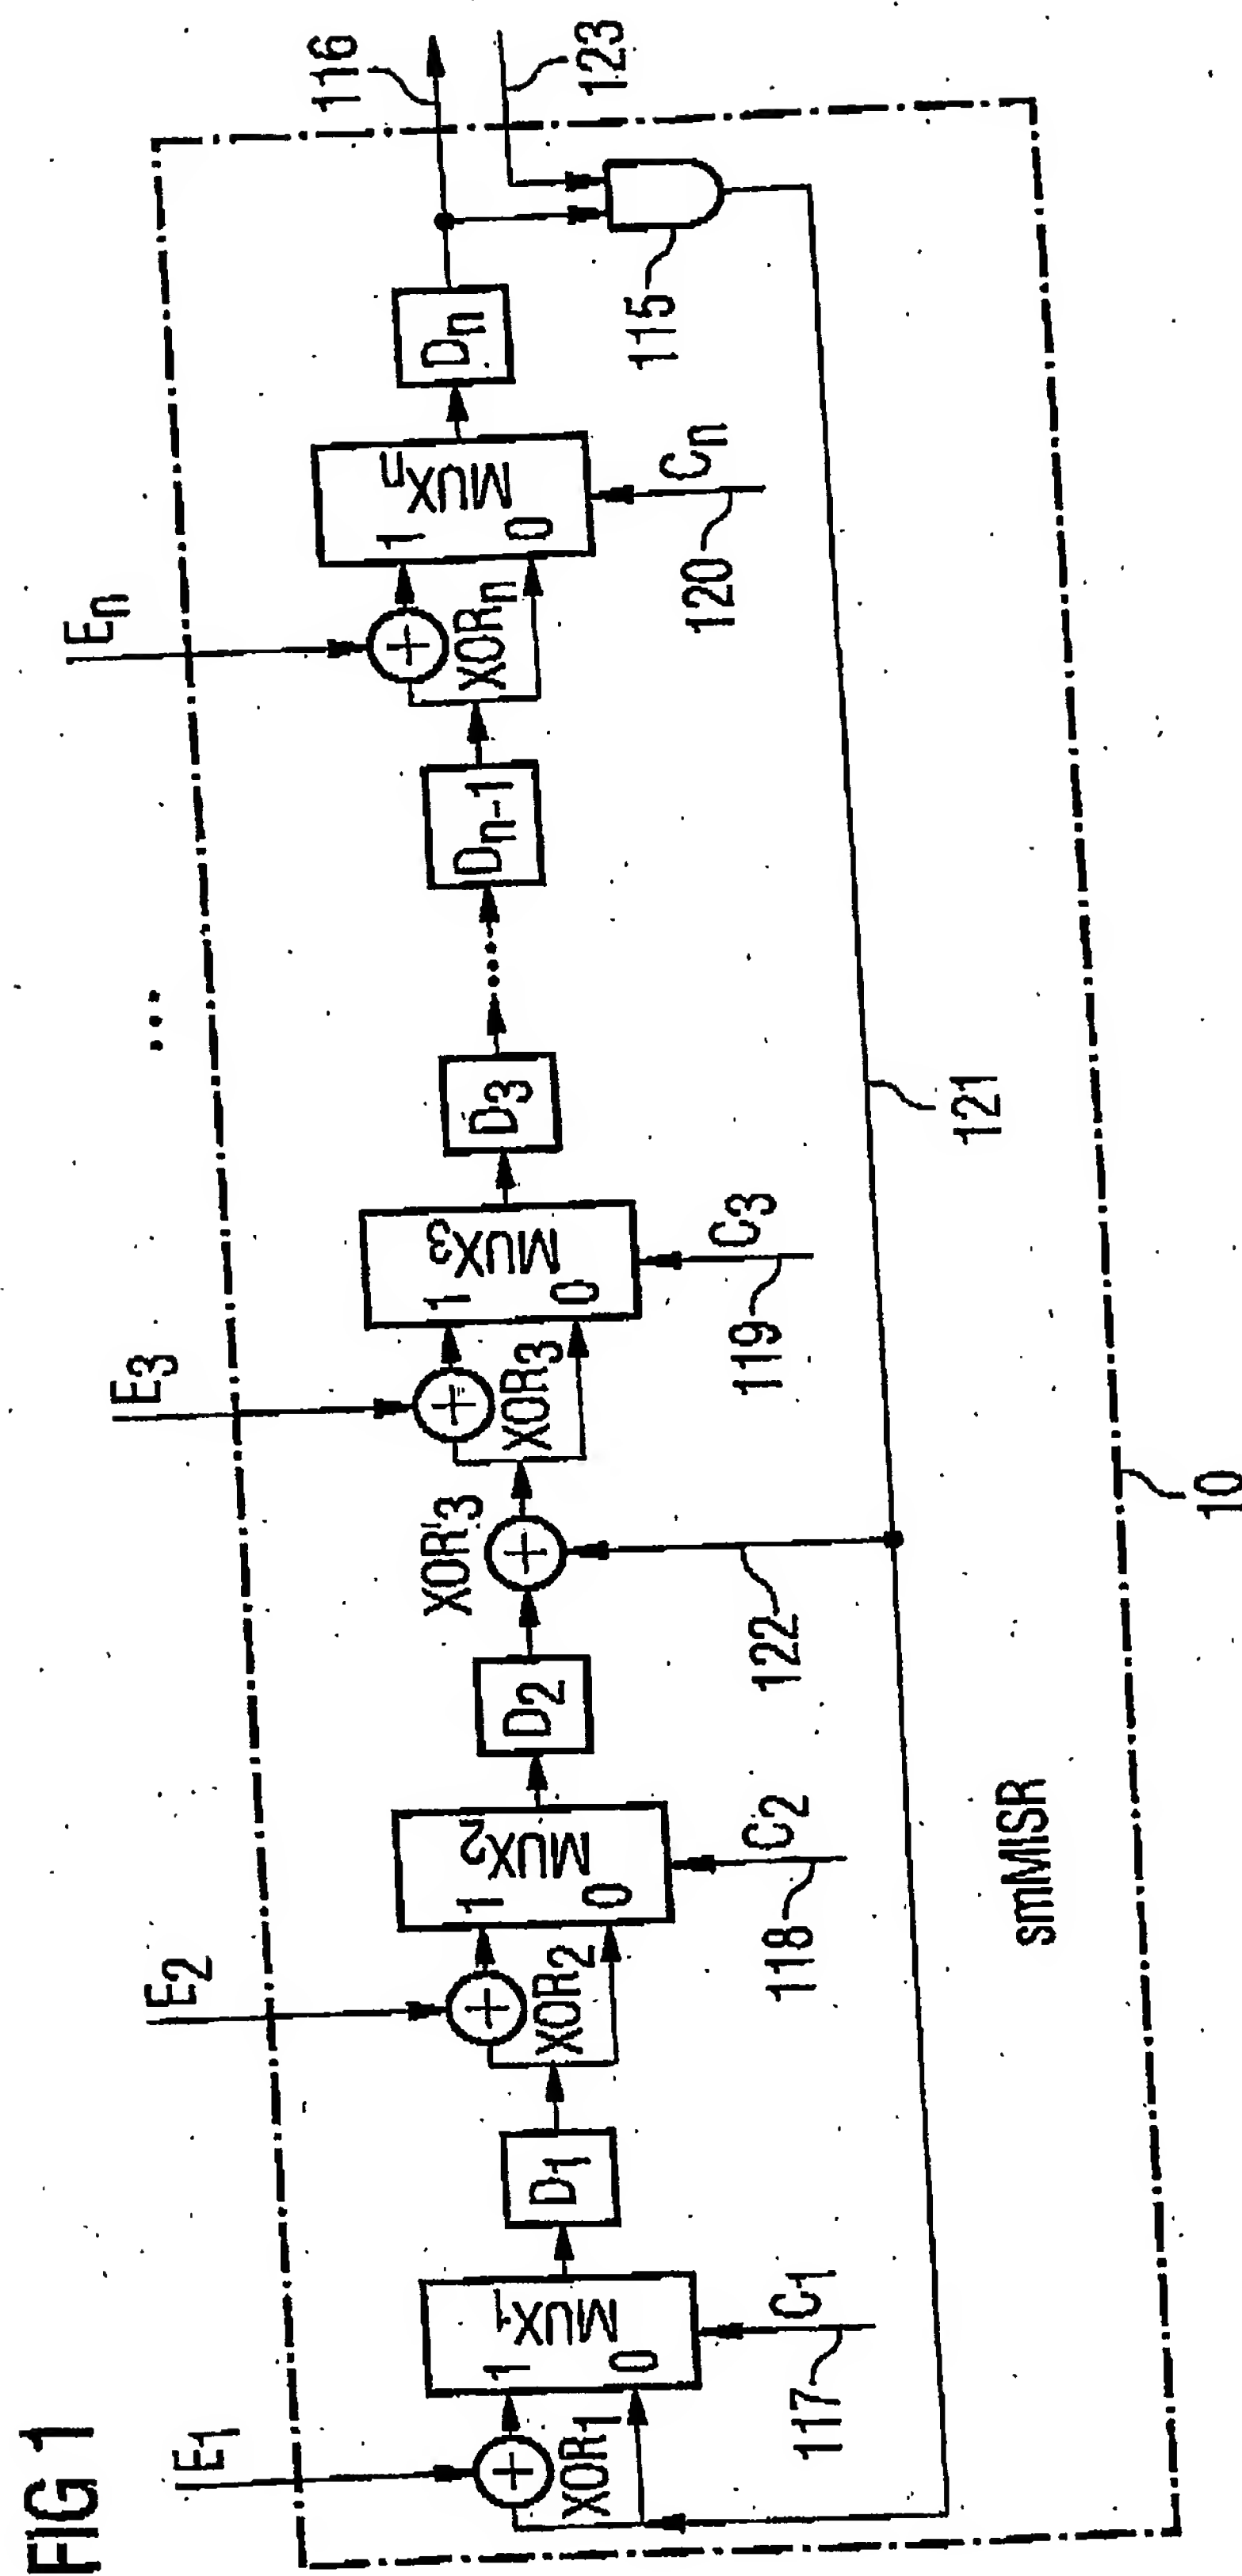 FIG 1
E1
E2
E3
...
En
116
123
XOR1
1
0
MUX1
D1
XOR2
1
0
MUX2
D2
XOR'3
XOR3
1
0
MUX3
D3
Dn-1
XORn
1
0
MUXn
Dn
115
C1
117
C2
118
122
C3
119
Cn
120
121
smMISR
10